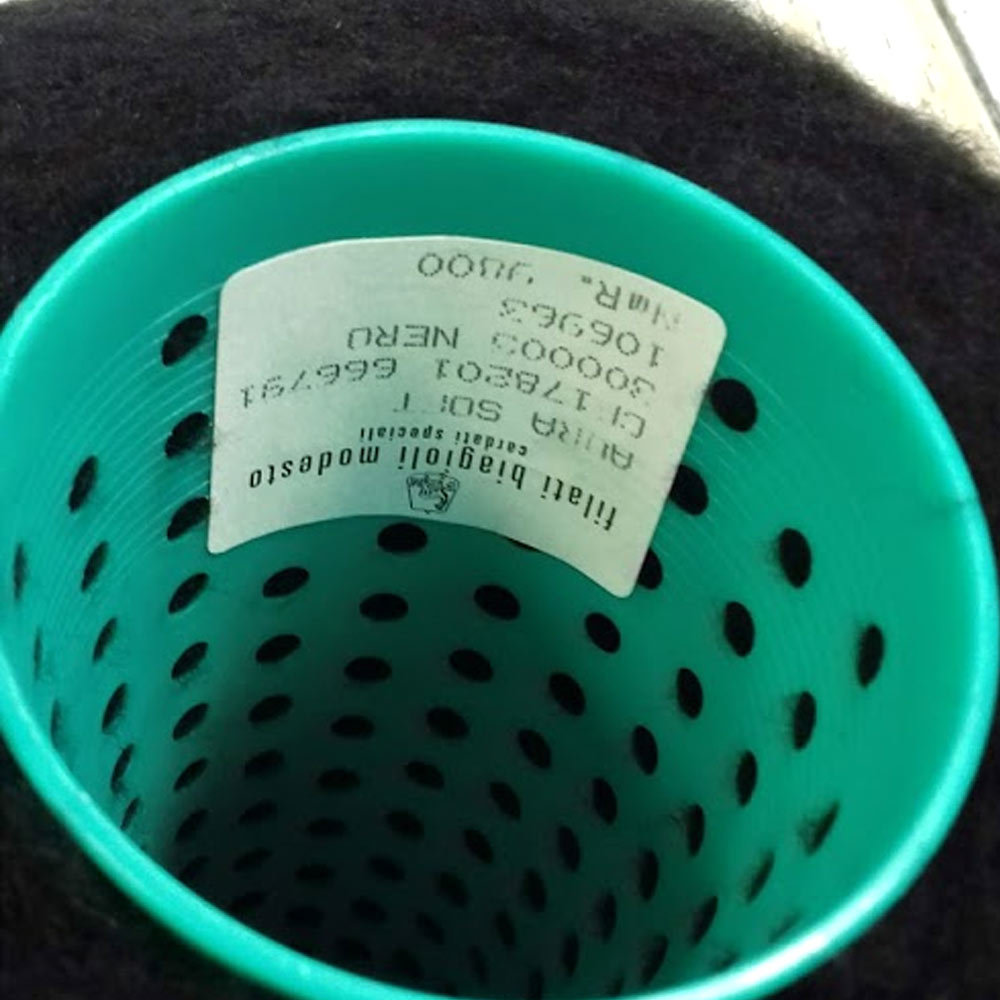 filati biagioli modesto
cardati speciali
AURA SOFT
178201 666791
300003 NERO
106963